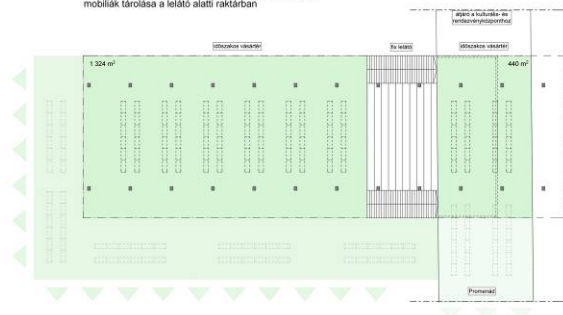 mobiliák tárolása a lelátó alatti raktárban
átjáró a kulturális- és
rendezvényközponthoz
időszakos vásártér
fix lelátó
időszakos vásártér
1 324 m²
440 m²
Promenád